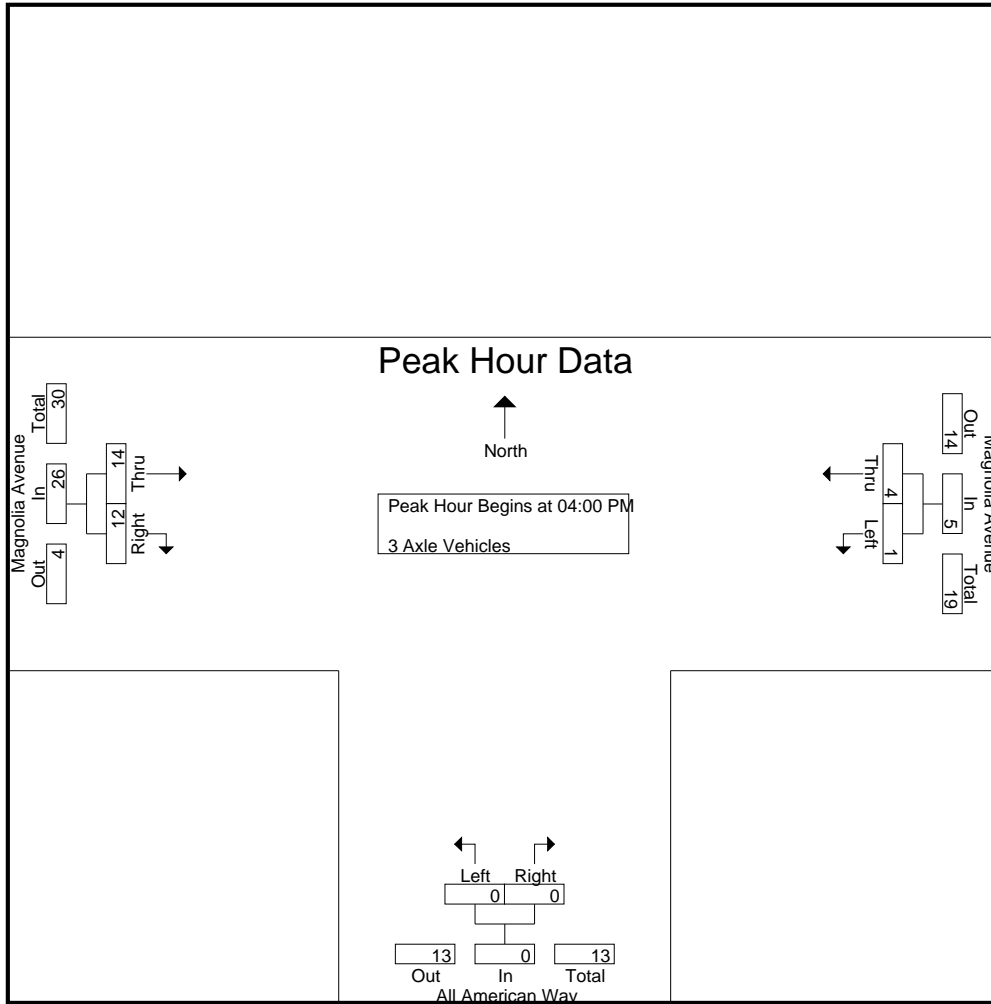 Peak Hour Data
North
Peak Hour Begins at 04:00 PM
3 Axle Vehicles
Magnolia Avenue
Total
30
In
26
Out
4
Thru
14
Right
12
Magnolia Avenue
Out
14
In
5
Total
19
Thru
4
Left
1
Left Right
0 0
13 0 13
Out In Total
All American Way